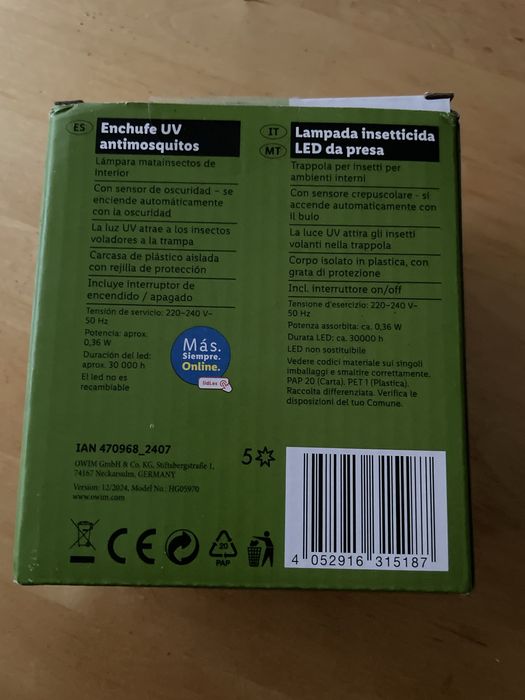 ES
Enchufe UV
antimosquitos
Lámpara matainsectos de
interior
Con sensor de oscuridad – se
enciende automáticamente
con la oscuridad
La luz UV atrae a los insectos
voladores a la trampa
Carcasa de plástico aislada
con rejilla de protección
Incluye interruptor de
encendido / apagado
Tensión de servicio: 220–240 V~
50 Hz
Potencia: aprox.
0,36 W
Duración del led:
aprox. 30 000 h
El led no es
recambiable
Más.
Siempre.
Online.
lidl.es
IT
MT
Lampada insetticida
LED da presa
Trappola per insetti per
ambienti interni
Con sensore crepuscolare - si
accende automaticamente con
il buio
La luce UV attira gli insetti
volanti nella trappola
Corpo isolato in plastica, con
grata di protezione
Incl. interruttore on/off
Tensione d'esercizio: 220–240 V~
50 Hz
Potenza assorbita: ca. 0,36 W
Durata LED: ca. 30000 h
LED non sostituibile
Vedere codici materiale sui singoli
imballaggi e smaltire correttamente.
PAP 20 (Carta), PET 1 (Plastica).
Raccolta differenziata. Verifica le
disposizioni del tuo Comune.
IAN 470968_2407
OWIM GmbH & Co. KG, Stiftsbergstraße 1,
74167 Neckarsulm, GERMANY
Version: 12/2024, Model No.: HG05970
www.owim.com
5
CE
20
PAP
4 052916 315187